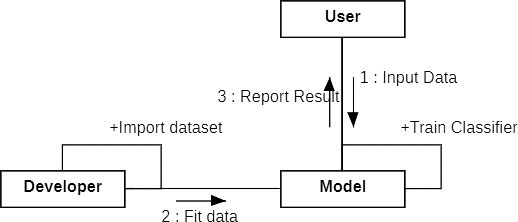 User
1 : Input Data
3 : Report Result
+Import dataset
+Train Classifier
Developer
Model
2 : Fit data